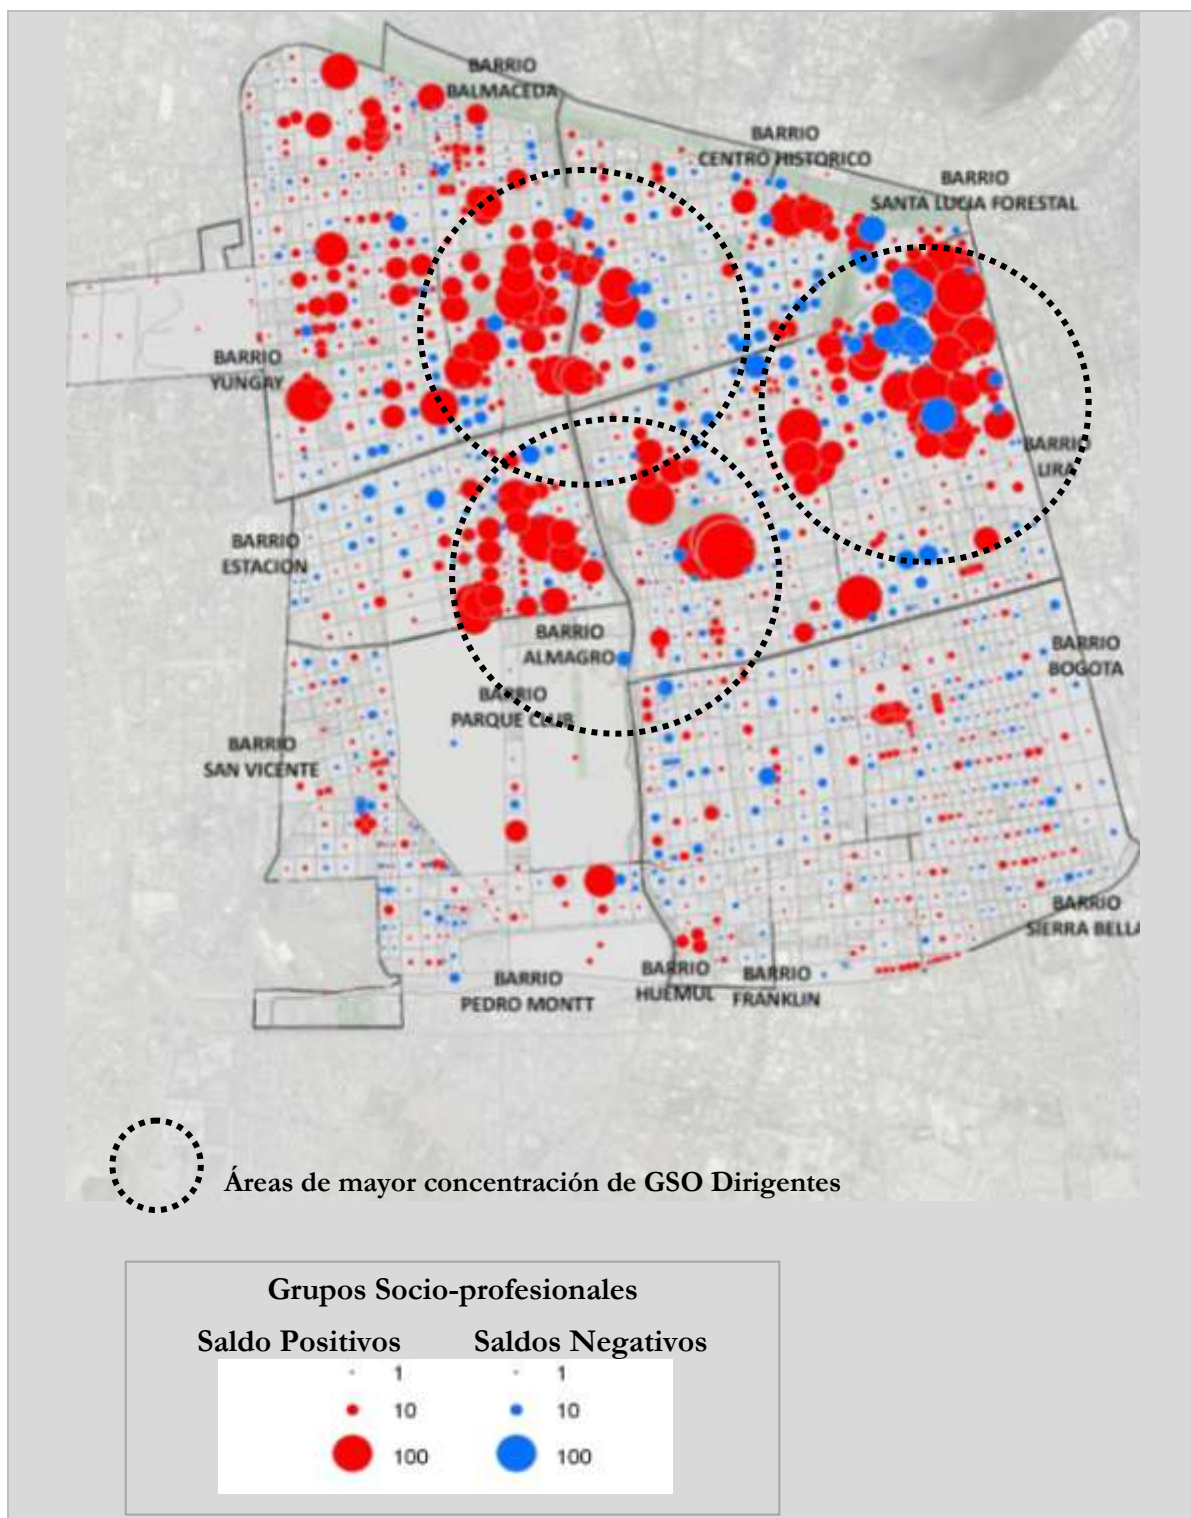 BARRIO
BALMACEDA
BARRIO
CENTRO HISTORICO
BARRIO
SANTA LUCIA FORESTAL
BARRIO
YUNGAY
BARRIO
LIRA
BARRIO
ESTACION
BARRIO
ALMAGRO
BARRIO
BOGOTA
BARRIO
PARQUE CLUB
BARRIO
SAN VICENTE
BARRIO
SIERRA BELLA
BARRIO
PEDRO MONTT
BARRIO
HUEMUL
BARRIO
FRANKLIN
Áreas de mayor concentración de GSO Dirigentes
Grupos Socio-profesionales
Saldo Positivos Saldos Negativos
1 1
10 10
100 100